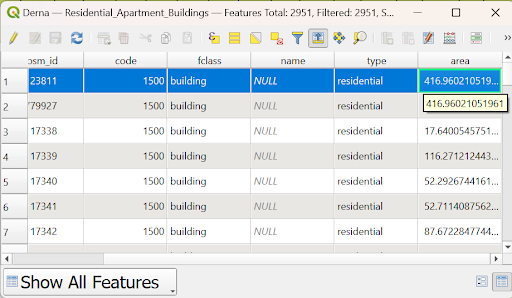 Derna — Residential_Apartment_Buildings — Features Total: 2951, Filtered: 2951, S...
osm_id code fclass name type area
1 23811 1500 building NULL residential 416.960210519...
416.96021051961
2 '79927 1500 building NULL residential
3 17338 1500 building NULL residential 17.6400545751...
4 17339 1500 building NULL residential 116.271212443...
5 17340 1500 building NULL residential 52.2926744161...
6 17341 1500 building NULL residential 52.7114087562...
7 17342 1500 building NULL residential 87.6722847744...
Show All Features